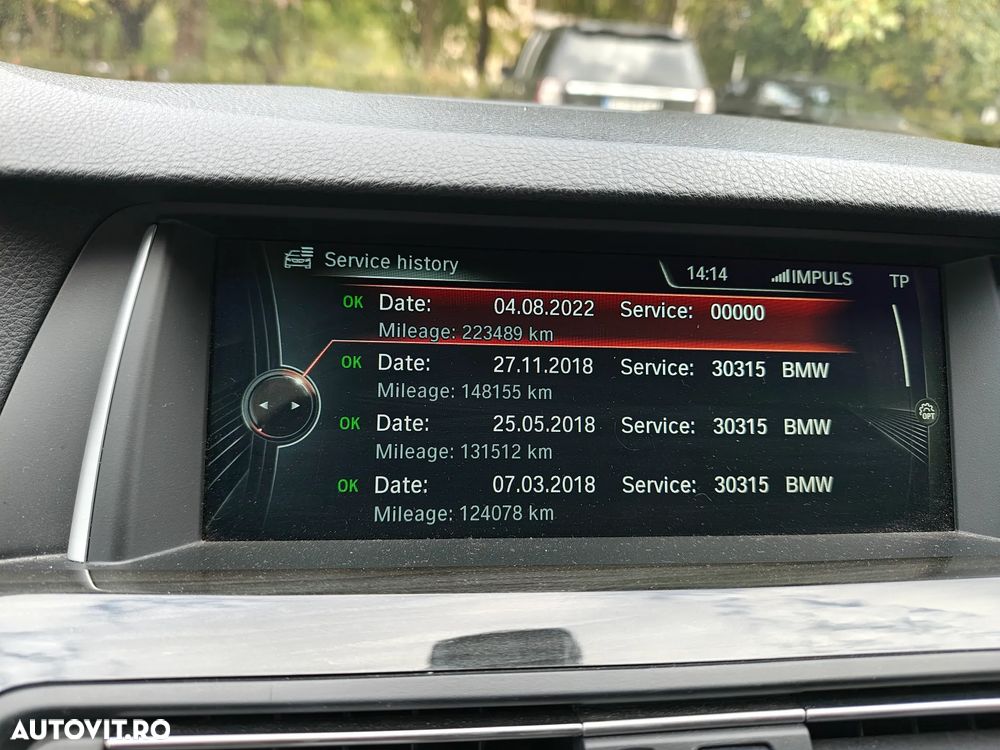 Service history
14:14 IMPULS TP
OK Date: 04.08.2022 Service: 00000
Mileage: 223489 km
OK Date: 27.11.2018 Service: 30315 BMW
Mileage: 148155 km
OK Date: 25.05.2018 Service: 30315 BMW
Mileage: 131512 km
OPT
OK Date: 07.03.2018 Service: 30315 BMW
Mileage: 124078 km
AUTOVIT.RO